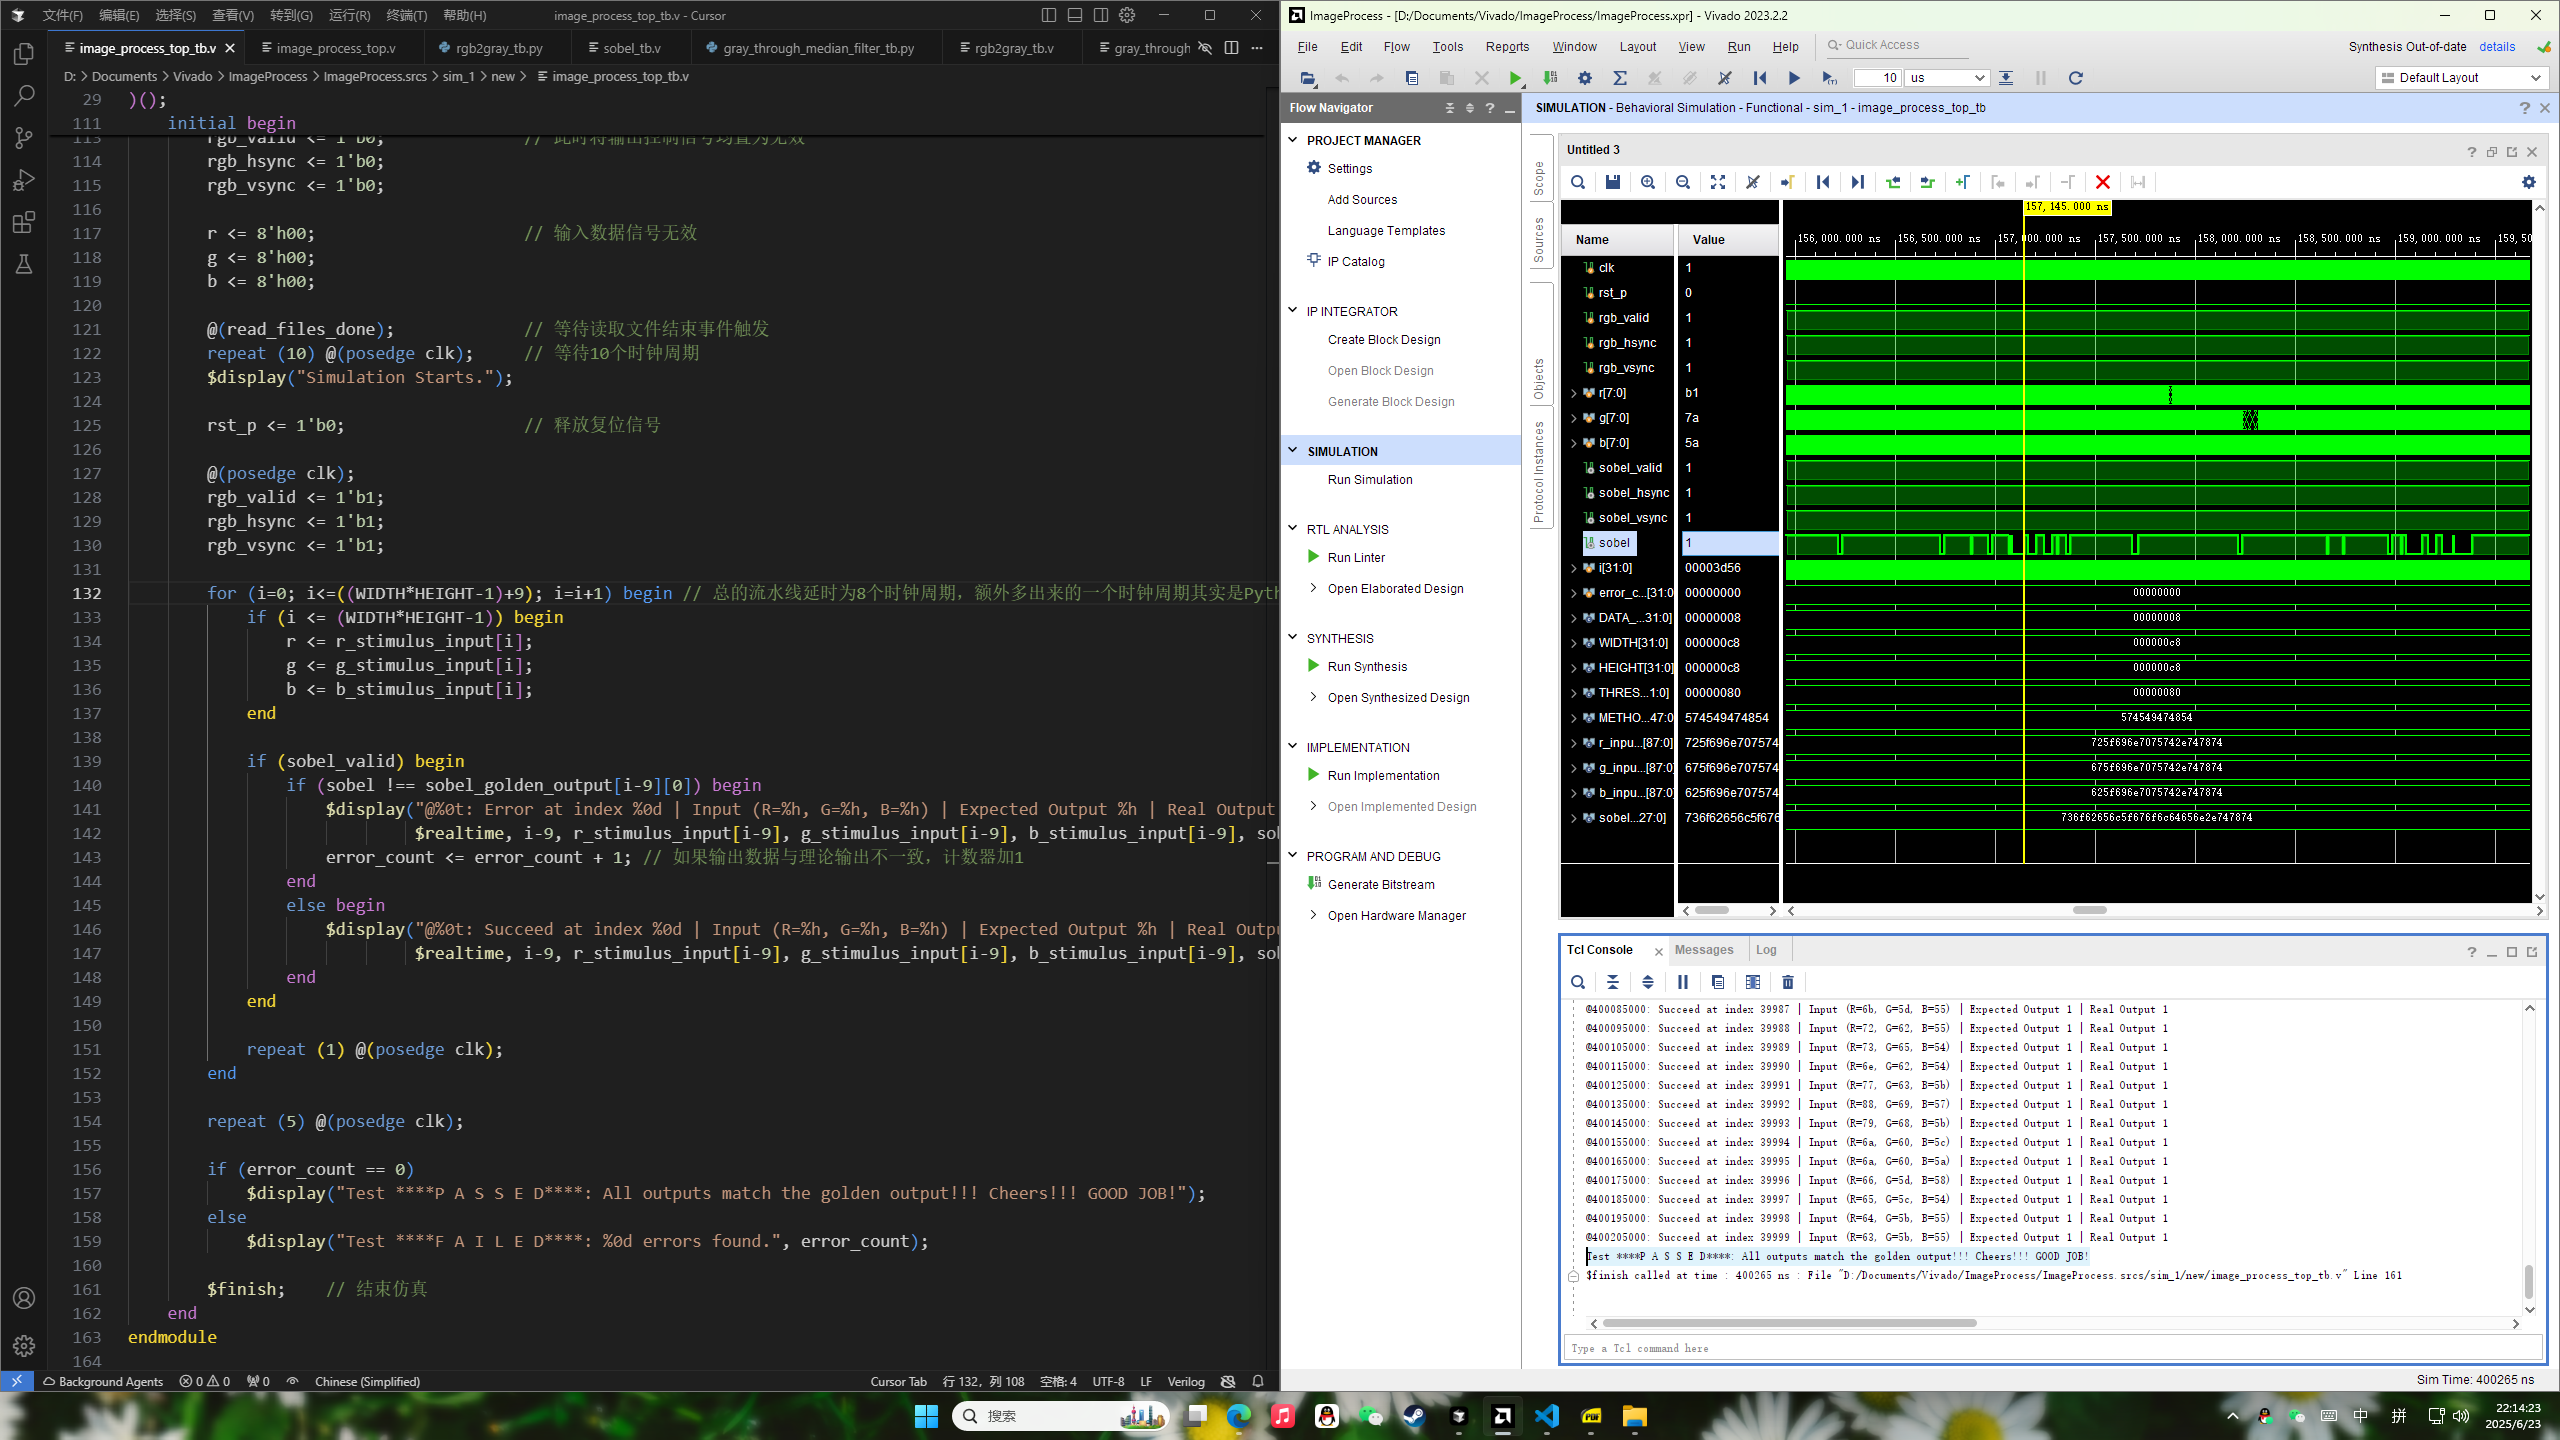 文件(F) 编辑(E) 选择(S) 查看(V) 转到(G) 运行(R) 终端(T) 帮助(H) image_process_top_tb.v - Cursor
image_process_top_tb.v image_process_top.v rgb2gray_tb.py sobel_tb.v gray_through_median_filter_tb.py rgb2gray_tb.v gray_through
D: > Documents > Vivado > ImageProcess > ImageProcess.srcs > sim_1 > new > image_process_top_tb.v
29 )();
111 initial begin
113 rgb_valid <= 1'b0; // 此时将输出控制信号均置为无效
114 rgb_hsync <= 1'b0;
115 rgb_vsync <= 1'b0;
116
117 r <= 8'h00; // 输入数据信号无效
118 g <= 8'h00;
119 b <= 8'h00;
120
121 @(read_files_done); // 等待读取文件结束事件触发
122 repeat (10) @(posedge clk); // 等待10个时钟周期
123 $display("Simulation Starts.");
124
125 rst_p <= 1'b0; // 释放复位信号
126
127 @(posedge clk);
128 rgb_valid <= 1'b1;
129 rgb_hsync <= 1'b1;
130 rgb_vsync <= 1'b1;
131
132 for (i=0; i<=((WIDTH*HEIGHT-1)+9); i=i+1) begin // 总的流水线延时为8个时钟周期，额外多出来的一个时钟周期其实是Pyth
133 if (i <= (WIDTH*HEIGHT-1)) begin
134 r <= r_stimulus_input[i];
135 g <= g_stimulus_input[i];
136 b <= b_stimulus_input[i];
137 end
138
139 if (sobel_valid) begin
140 if (sobel !== sobel_golden_output[i-9][0]) begin
141 $display("@%0t: Error at index %0d | Input (R=%h, G=%h, B=%h) | Expected Output %h | Real Output
142 $realtime, i-9, r_stimulus_input[i-9], g_stimulus_input[i-9], b_stimulus_input[i-9], sob
143 error_count <= error_count + 1; // 如果输出数据与理论输出不一致，计数器加1
144 end
145 else begin
146 $display("@%0t: Succeed at index %0d | Input (R=%h, G=%h, B=%h) | Expected Output %h | Real Outpu
147 $realtime, i-9, r_stimulus_input[i-9], g_stimulus_input[i-9], b_stimulus_input[i-9], sob
148 end
149 end
150
151 repeat (1) @(posedge clk);
152 end
153
154 repeat (5) @(posedge clk);
155
156 if (error_count == 0)
157 $display("Test ****P A S S E D****: All outputs match the golden output!!! Cheers!!! GOOD JOB!");
158 else
159 $display("Test ****F A I L E D****: %0d errors found.", error_count);
160
161 $finish; // 结束仿真
162 end
163 endmodule
164
Background Agents 0 0 0 Chinese (Simplified) Cursor Tab 行 132，列 108 空格: 4 UTF-8 LF Verilog
ImageProcess - [D:/Documents/Vivado/ImageProcess/ImageProcess.xpr] - Vivado 2023.2.2
File Edit Flow Tools Reports Window Layout View Run Help Quick Access Synthesis Out-of-date details
10 us Default Layout
Flow Navigator
PROJECT MANAGER
Settings
Add Sources
Language Templates
IP Catalog
IP INTEGRATOR
Create Block Design
Open Block Design
Generate Block Design
SIMULATION
Run Simulation
RTL ANALYSIS
Run Linter
Open Elaborated Design
SYNTHESIS
Run Synthesis
Open Synthesized Design
IMPLEMENTATION
Run Implementation
Open Implemented Design
PROGRAM AND DEBUG
Generate Bitstream
Open Hardware Manager
SIMULATION - Behavioral Simulation - Functional - sim_1 - image_process_top_tb
Scope
Sources
Objects
Protocol Instances
Untitled 3
157,145.000 ns
Name Value 156,000.000 ns 156,500.000 ns 157,000.000 ns 157,500.000 ns 158,000.000 ns 158,500.000 ns 159,000.000 ns 159,50
clk 1
rst_p 0
rgb_valid 1
rgb_hsync 1
rgb_vsync 1
r[7:0] b1
g[7:0] 7a
b[7:0] 5a
sobel_valid 1
sobel_hsync 1
sobel_vsync 1
sobel 1
i[31:0] 00003d56
error_c...[31:0 00000000 00000000
DATA_...31:0] 00000008 00000008
WIDTH[31:0] 000000c8 000000c8
HEIGHT[31:0] 000000c8 000000c8
THRES...1:0] 00000080 00000080
METHO...47:0 574549474854 574549474854
r_inpu...[87:0] 725f696e707574 725f696e7075742e747874
g_inpu...[87:0 675f696e707574 675f696e7075742e747874
b_inpu...[87:0] 625f696e707574 625f696e7075742e747874
sobel...27:0] 736f62656c5f676 736f62656c5f676f6c64656e2e747874
Tcl Console Messages Log
@400085000: Succeed at index 39987 | Input (R=6b, G=5d, B=55) | Expected Output 1 | Real Output 1
@400095000: Succeed at index 39988 | Input (R=72, G=62, B=55) | Expected Output 1 | Real Output 1
@400105000: Succeed at index 39989 | Input (R=73, G=65, B=54) | Expected Output 1 | Real Output 1
@400115000: Succeed at index 39990 | Input (R=6e, G=62, B=54) | Expected Output 1 | Real Output 1
@400125000: Succeed at index 39991 | Input (R=77, G=63, B=5b) | Expected Output 1 | Real Output 1
@400135000: Succeed at index 39992 | Input (R=88, G=69, B=57) | Expected Output 1 | Real Output 1
@400145000: Succeed at index 39993 | Input (R=79, G=68, B=5b) | Expected Output 1 | Real Output 1
@400155000: Succeed at index 39994 | Input (R=6a, G=60, B=5c) | Expected Output 1 | Real Output 1
@400165000: Succeed at index 39995 | Input (R=6a, G=60, B=5a) | Expected Output 1 | Real Output 1
@400175000: Succeed at index 39996 | Input (R=66, G=5d, B=58) | Expected Output 1 | Real Output 1
@400185000: Succeed at index 39997 | Input (R=65, G=5c, B=54) | Expected Output 1 | Real Output 1
@400195000: Succeed at index 39998 | Input (R=64, G=5b, B=55) | Expected Output 1 | Real Output 1
@400205000: Succeed at index 39999 | Input (R=63, G=5b, B=55) | Expected Output 1 | Real Output 1
Test ****P A S S E D****: All outputs match the golden output!!! Cheers!!! GOOD JOB!
$finish called at time : 400265 ns : File "D:/Documents/Vivado/ImageProcess/ImageProcess.srcs/sim_1/new/image_process_top_tb.v" Line 161
Type a Tcl command here
Sim Time: 400265 ns
搜索
中 拼 22:14:23
2025/6/23